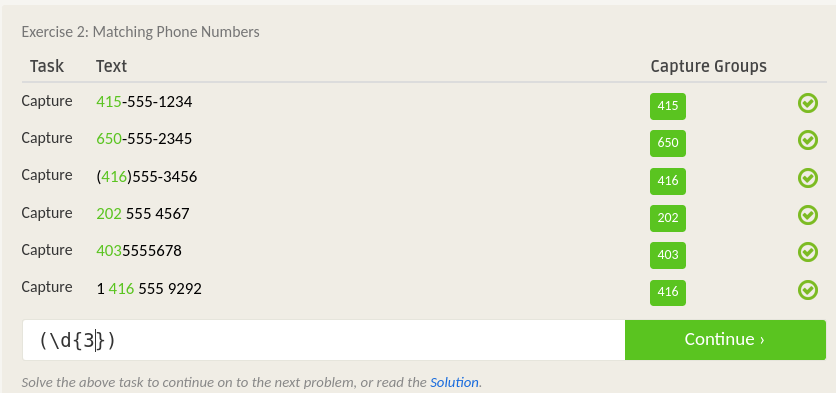 Exercise 2: Matching Phone Numbers
Task Text Capture Groups
Capture 415-555-1234 415
Capture 650-555-2345 650
Capture (416)555-3456 416
Capture 202 555 4567 202
Capture 4035555678 403
Capture 1 416 555 9292 416
(\d{3}) Continue ›
Solve the above task to continue on to the next problem, or read the Solution.